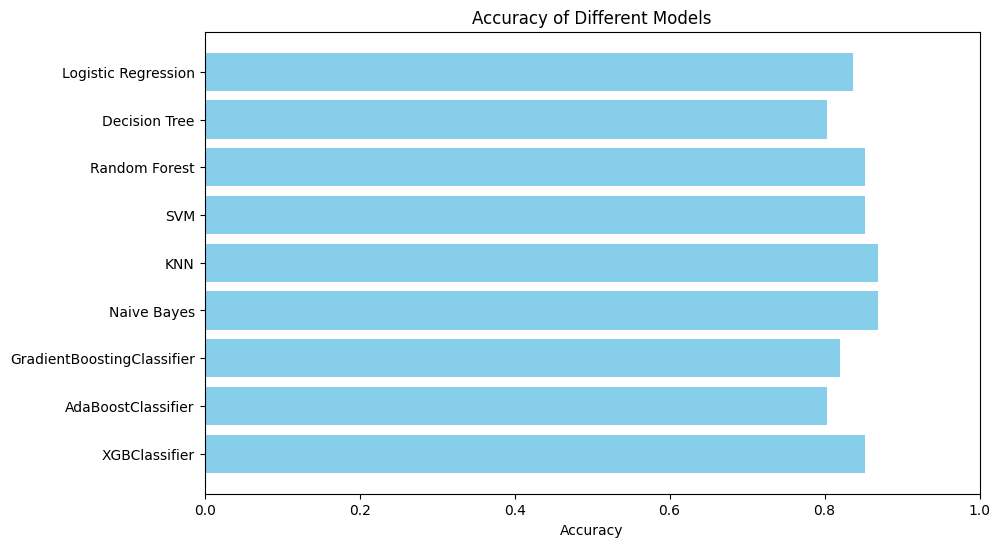 Accuracy of Different Models
Logistic Regression
Decision Tree
Random Forest
SVM
KNN
Naive Bayes
GradientBoostingClassifier
AdaBoostClassifier
XGBClassifier
0.0 0.2 0.4 0.6 0.8 1.0
Accuracy